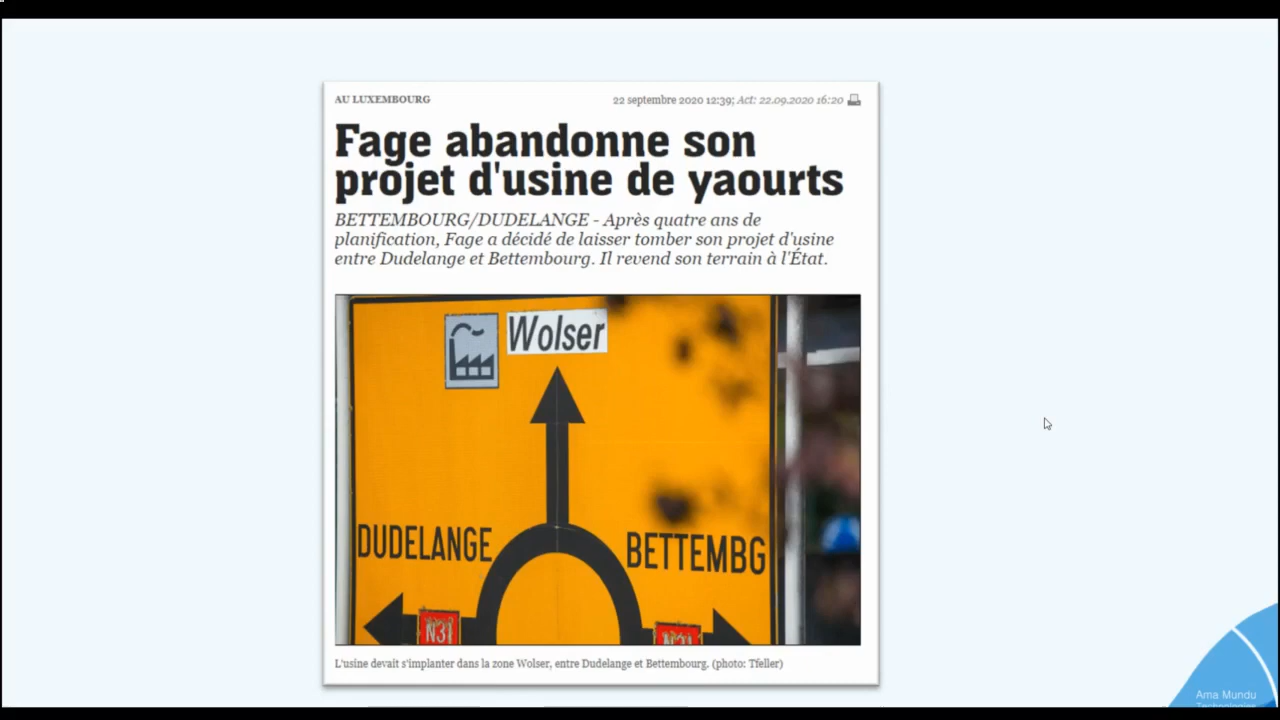 AU LUXEMBOURG
22 septembre 2020 12:39; Act: 22.09.2020 16:20
Fage abandonne son
projet d'usine de yaourts
BETTEMBOURG/DUDELANGE - Après quatre ans de
planification, Fage a décidé de laisser tomber son projet d'usine
entre Dudelange et Bettembourg. Il revend son terrain à l'État.
Wolser
DUDELANGE
BETTEMBG
N31
N31
L'usine devait s'implanter dans la zone Wolser, entre Dudelange et Bettembourg. (photo: Tfeller)
Ama Mundu
Technologies